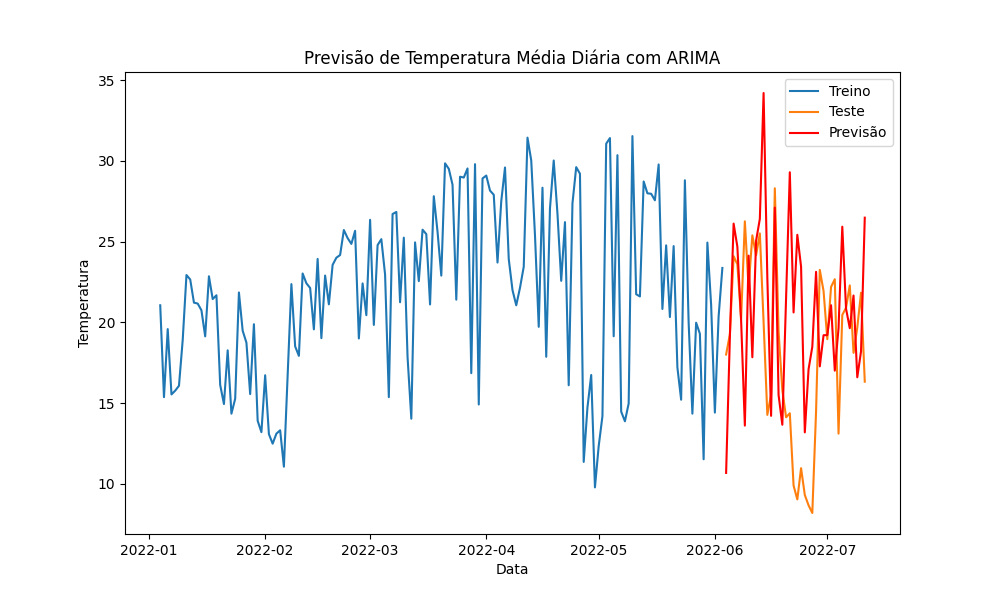 Previsão de Temperatura Média Diária com ARIMA
35
30
25
20
15
10
Temperatura
Treino
Teste
Previsão
2022-01
2022-02
2022-03
2022-04
2022-05
2022-06
2022-07
Data